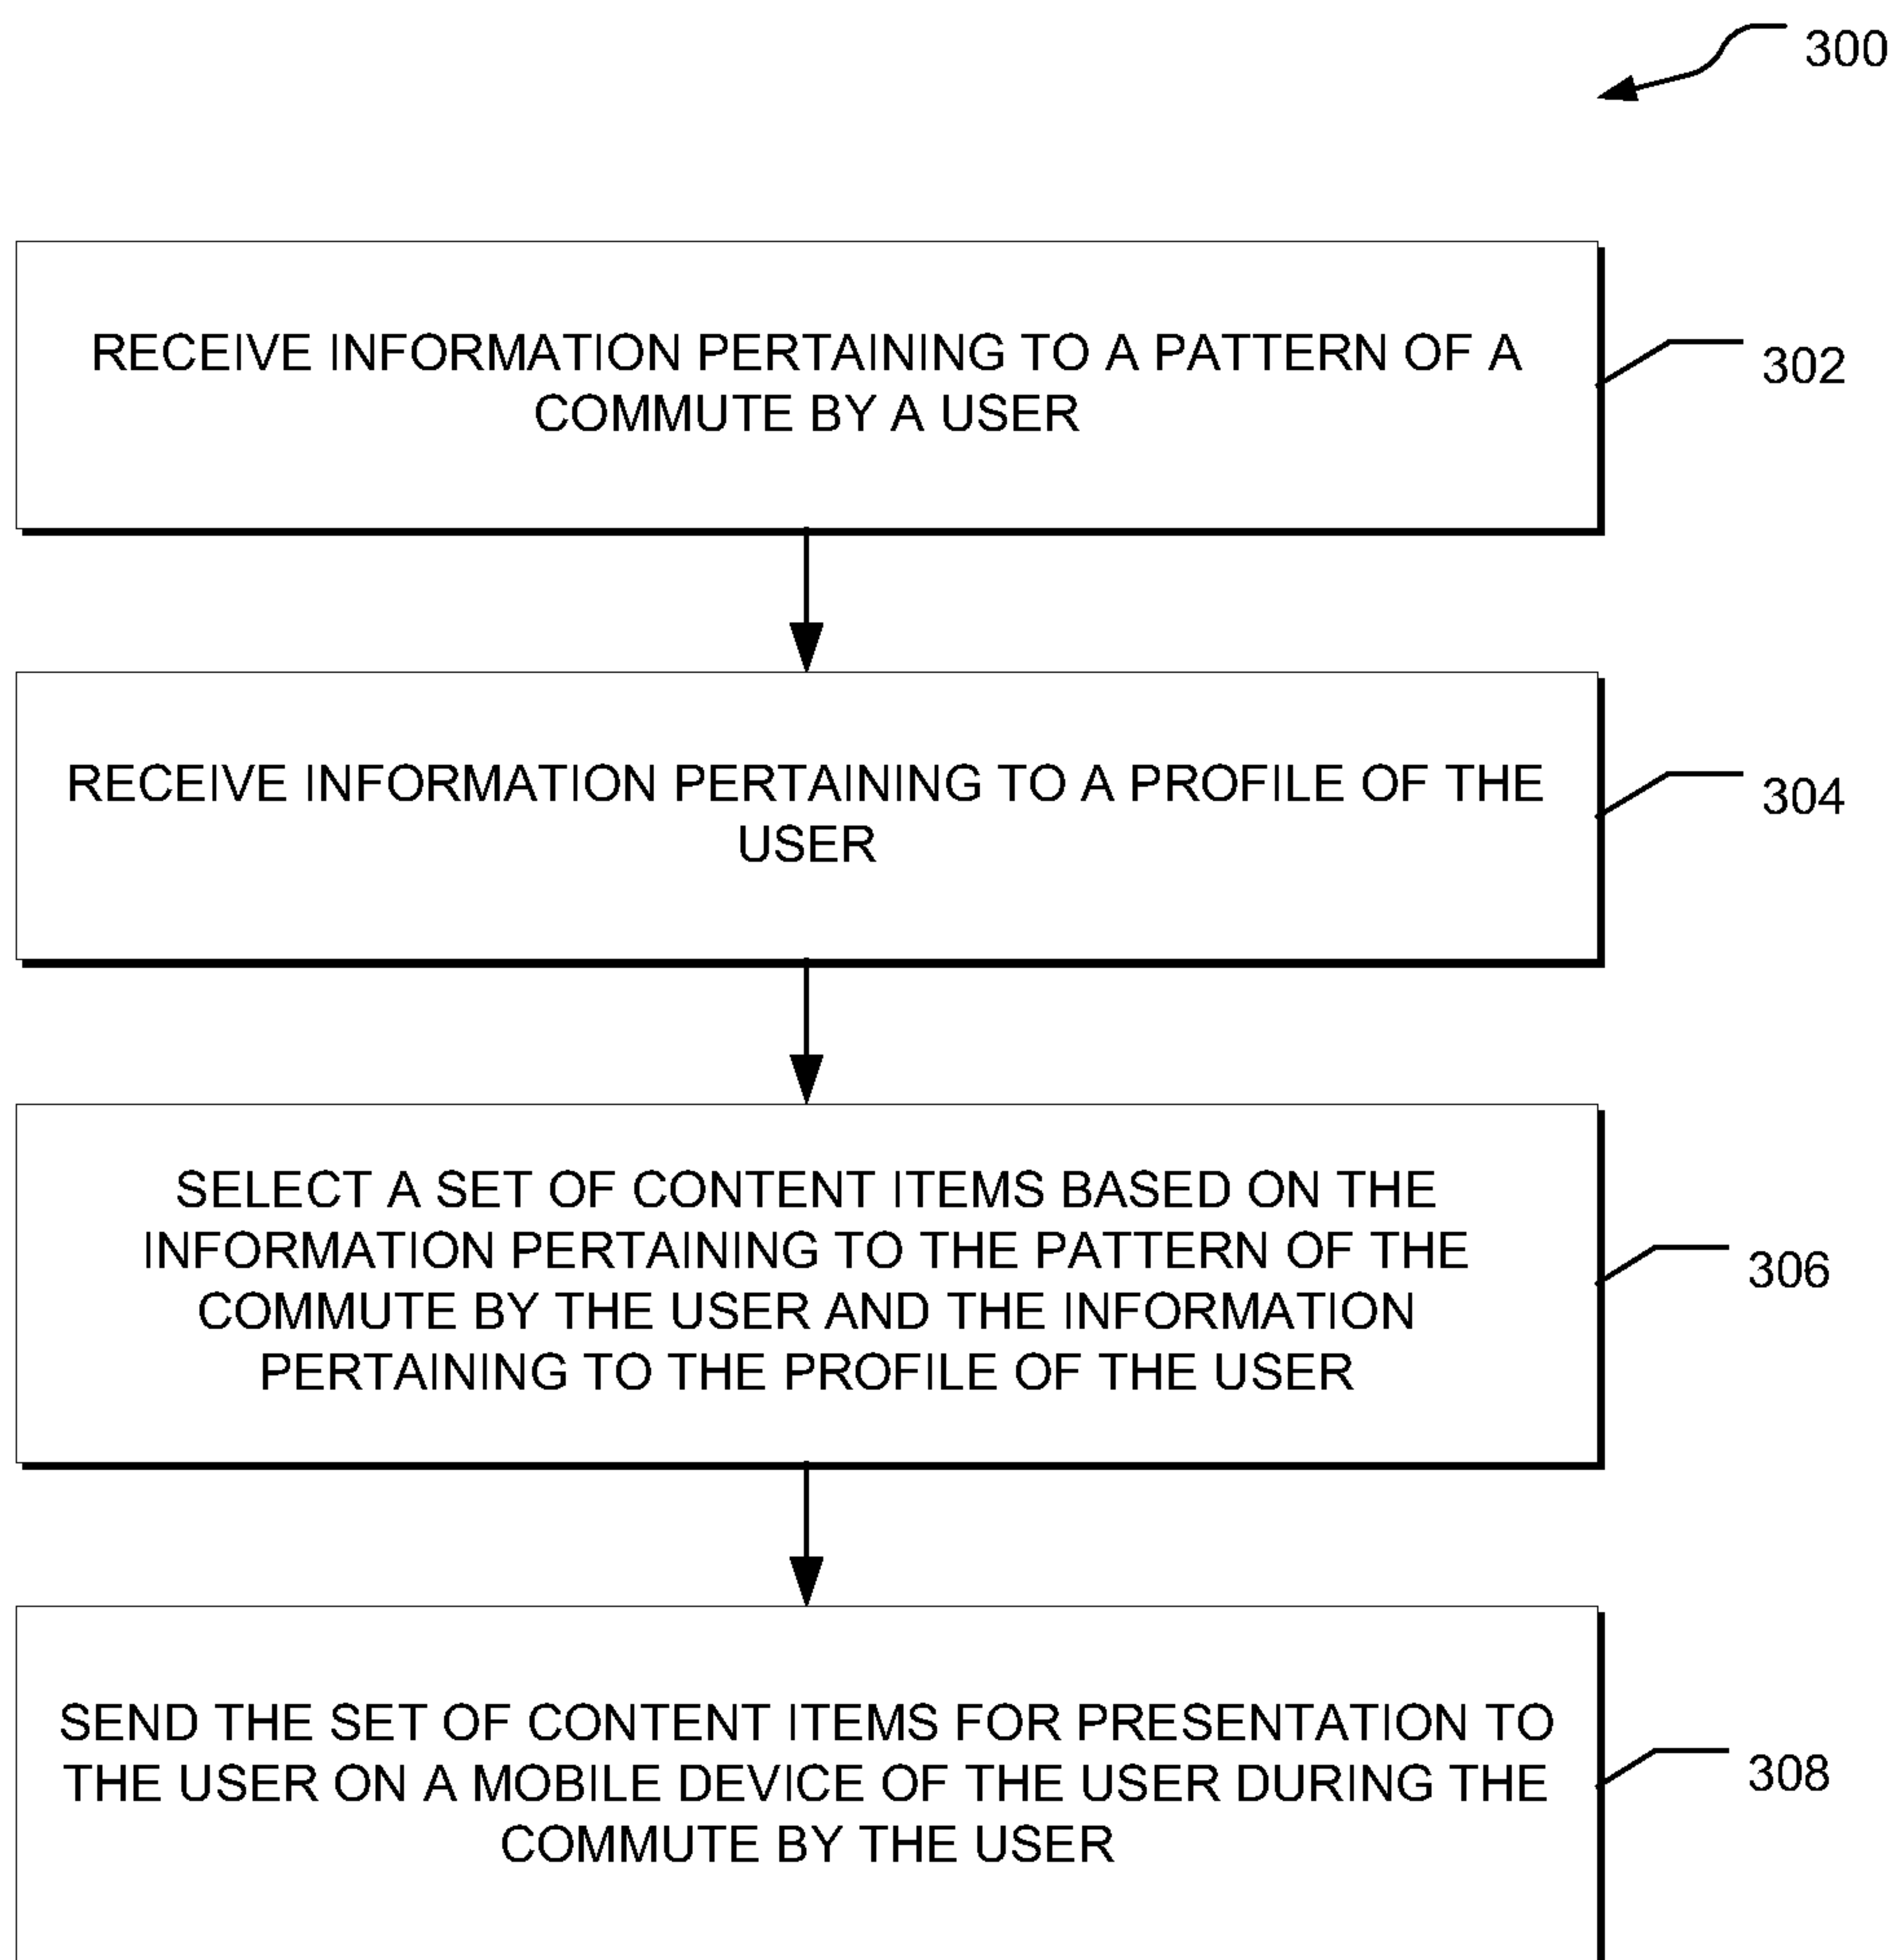 300
RECEIVE INFORMATION PERTAINING TO A PATTERN OF A
COMMUTE BY A USER
302
RECEIVE INFORMATION PERTAINING TO A PROFILE OF THE
USER
304
SELECT A SET OF CONTENT ITEMS BASED ON THE
INFORMATION PERTAINING TO THE PATTERN OF THE
COMMUTE BY THE USER AND THE INFORMATION
PERTAINING TO THE PROFILE OF THE USER
306
SEND THE SET OF CONTENT ITEMS FOR PRESENTATION TO
THE USER ON A MOBILE DEVICE OF THE USER DURING THE
COMMUTE BY THE USER
308